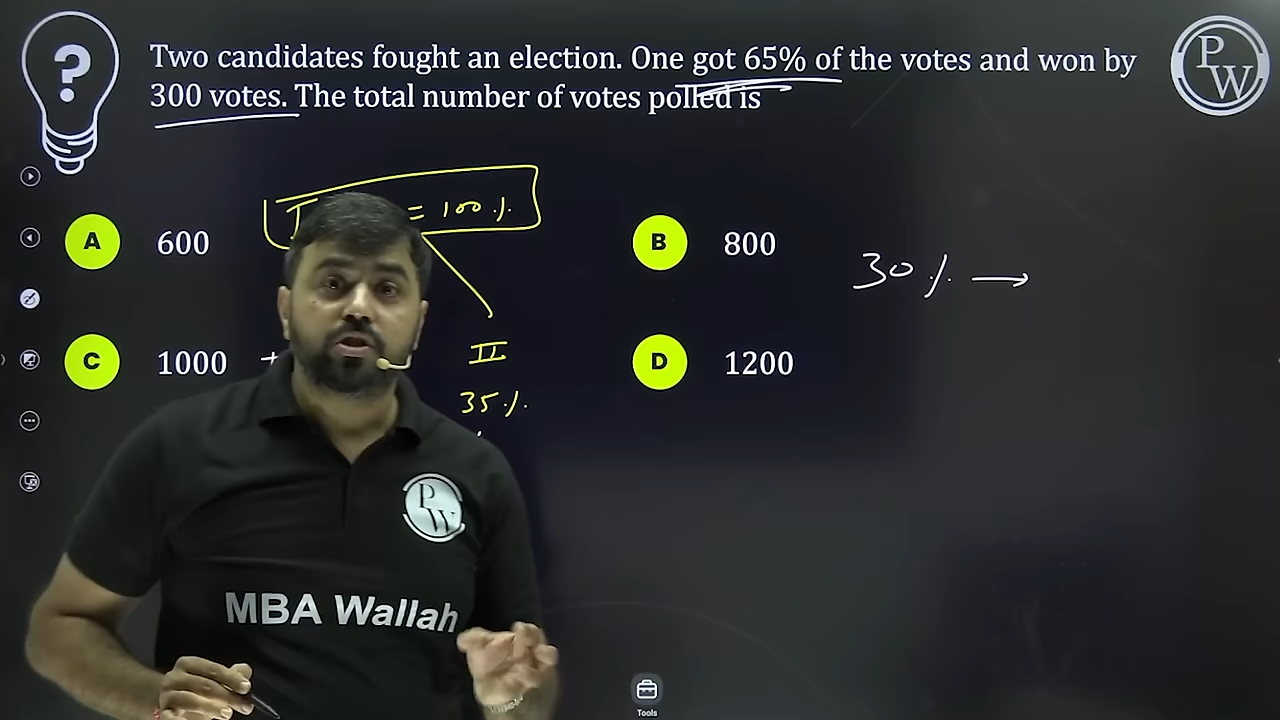 Two candidates fought an election. One got 65% of the votes and won by
300 votes. The total number of votes polled is
P
W
= 100 %
A
600
B
800
30 % →
II
C
1000
D
1200
35 %
P
W
MBA Wallah
Tools